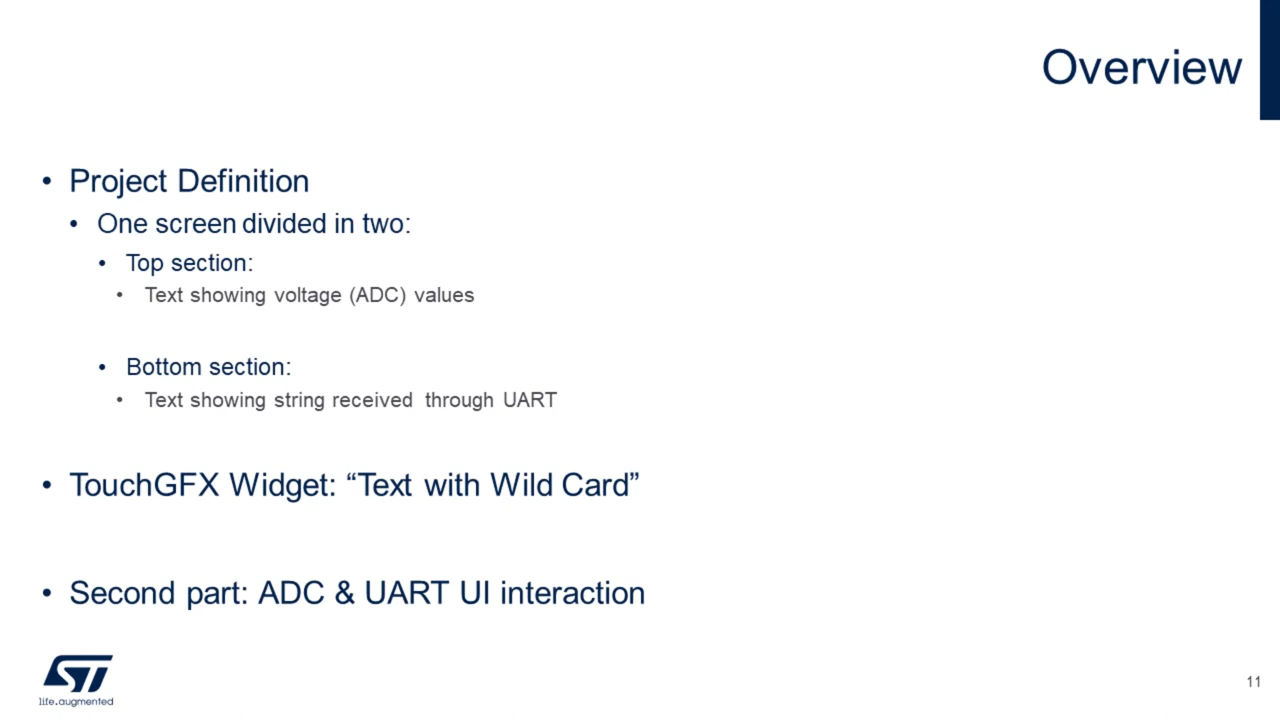 Overview
• Project Definition
• One screen divided in two:
• Top section:
• Text showing voltage (ADC) values
• Bottom section:
• Text showing string received through UART
• TouchGFX Widget: “Text with Wild Card”
• Second part: ADC & UART UI interaction
ST
life.augmented
11